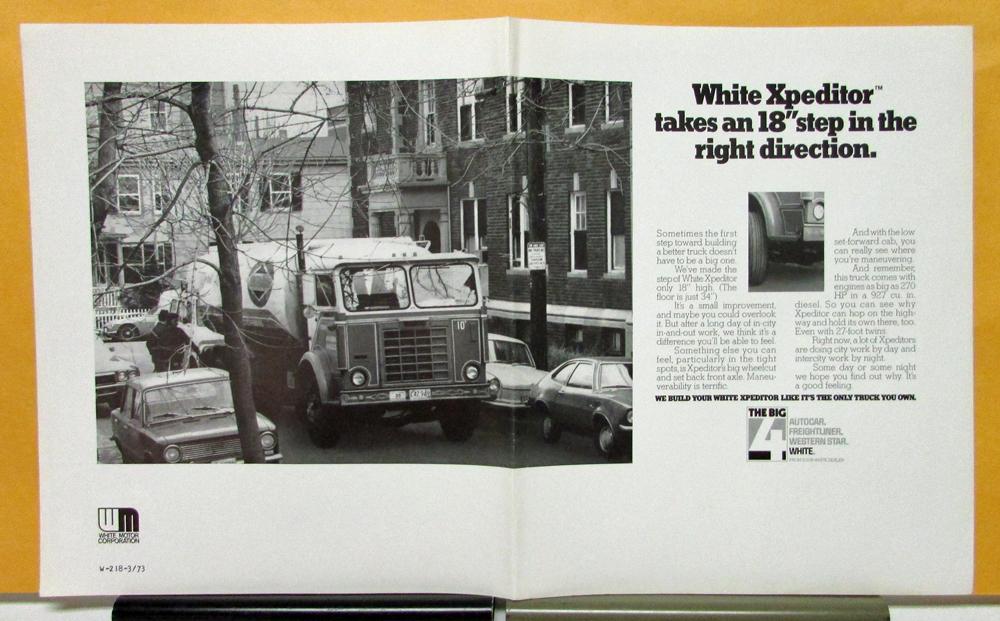 White Xpeditor™
takes an 18" step in the
right direction.
Sometimes the first
step toward building
a better truck doesn't
have to be a big one.
We've made the
step of White Xpeditor
only 18" high. (The
floor is just 34")
It's a small improvement,
and maybe you could overlook
it. But after a long day of in-city
in-and-out work, we think it's a
difference you'll be able to feel.
Something else you can
feel, particularly in the tight
spots, is Xpeditor's big wheelcut
and set back front axle. Maneu-
verability is terrific.
And with the low
set-forward cab, you
can really see where
you're maneuvering.
And remember,
this truck comes with
engines as big as 270
HP in a 927 cu. in.
diesel. So you can see why
Xpeditor can hop on the high-
way and hold its own there, too.
Even with 27-foot twins.
Right now, a lot of Xpeditors
are doing city work by day and
intercity work by night.
Some day or some night
we hope you find out why. It's
a good feeling.
WE BUILD YOUR WHITE XPEDITOR LIKE IT'S THE ONLY TRUCK YOU OWN.
THE BIG
4
AUTOCAR.
FREIGHTLINER.
WESTERN STAR.
WHITE.
10
WM
WHITE MOTOR
CORPORATION
W-218-3/73